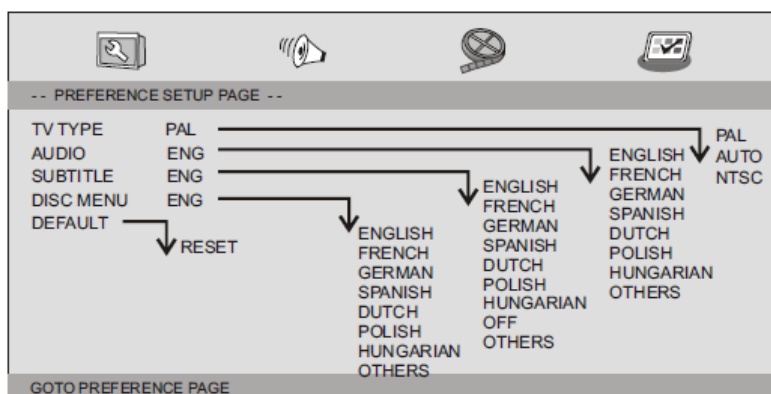 -- PREFERENCE SETUP PAGE --
TV TYPE PAL
AUDIO ENG
SUBTITLE ENG
DISC MENU ENG
DEFAULT
RESET
ENGLISH
FRENCH
GERMAN
SPANISH
DUTCH
POLISH
HUNGARIAN
OTHERS
ENGLISH
FRENCH
GERMAN
SPANISH
DUTCH
POLISH
HUNGARIAN
OFF
OTHERS
ENGLISH
FRENCH
GERMAN
SPANISH
DUTCH
POLISH
HUNGARIAN
OTHERS
PAL
AUTO
NTSC
GOTO PREFERENCE PAGE